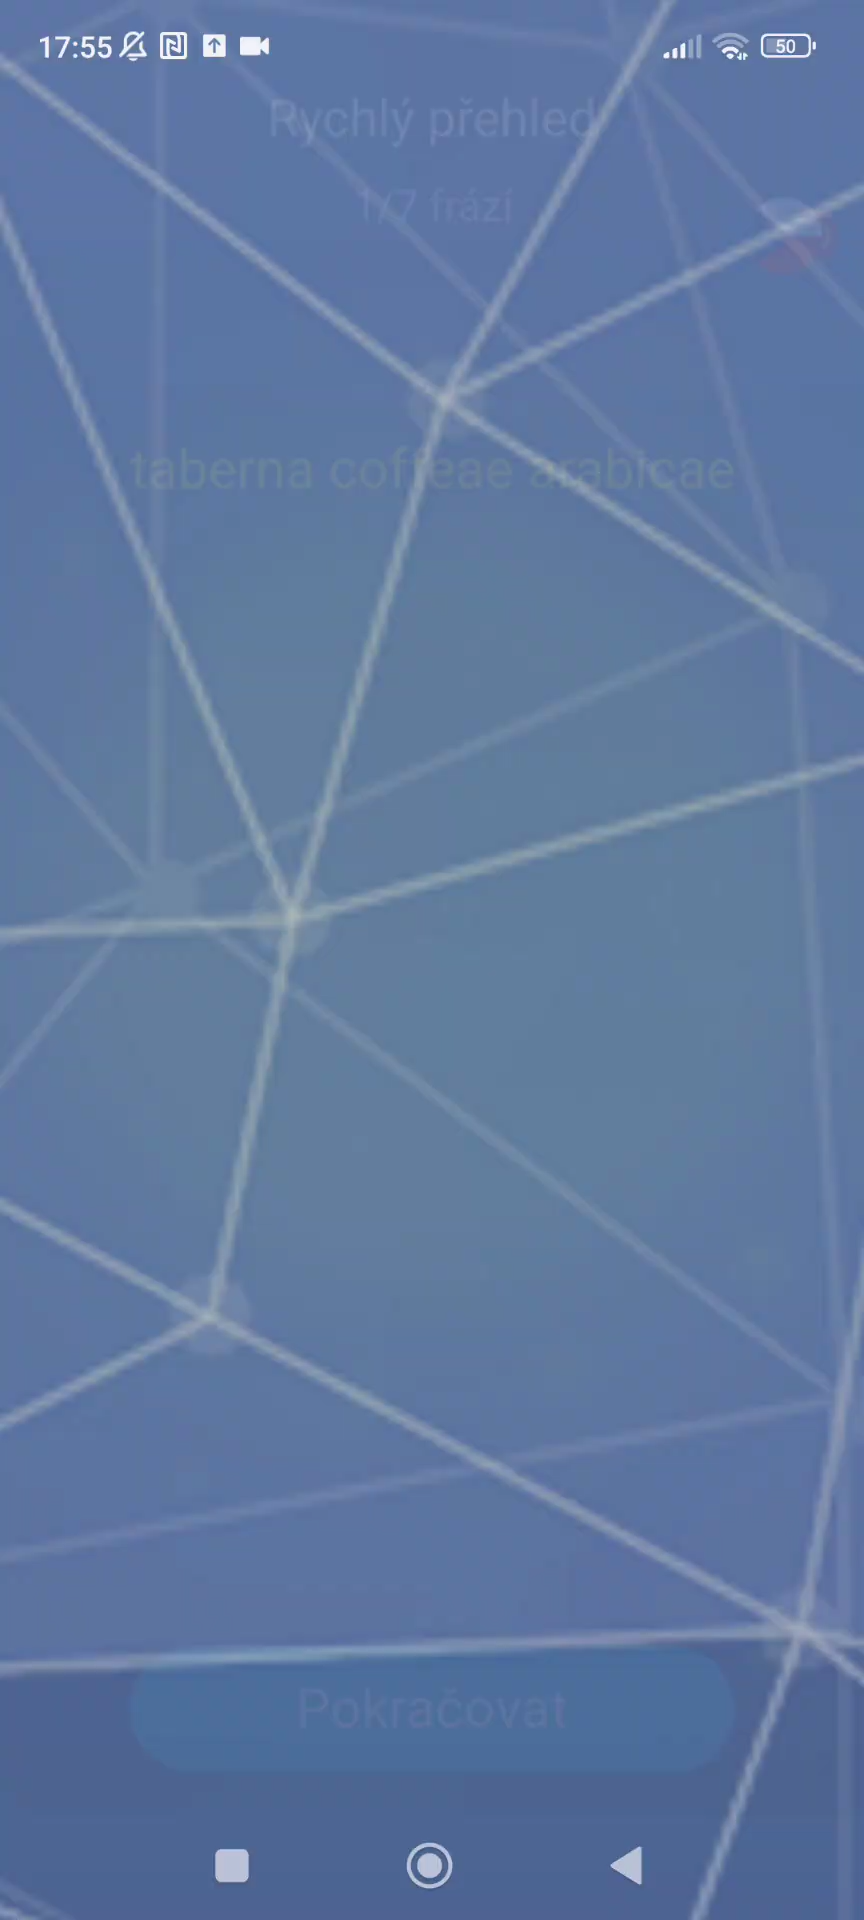 17:55
50
Rychlý přehled
1/7 frází
taberna coffeae arabicae
Pokračovat